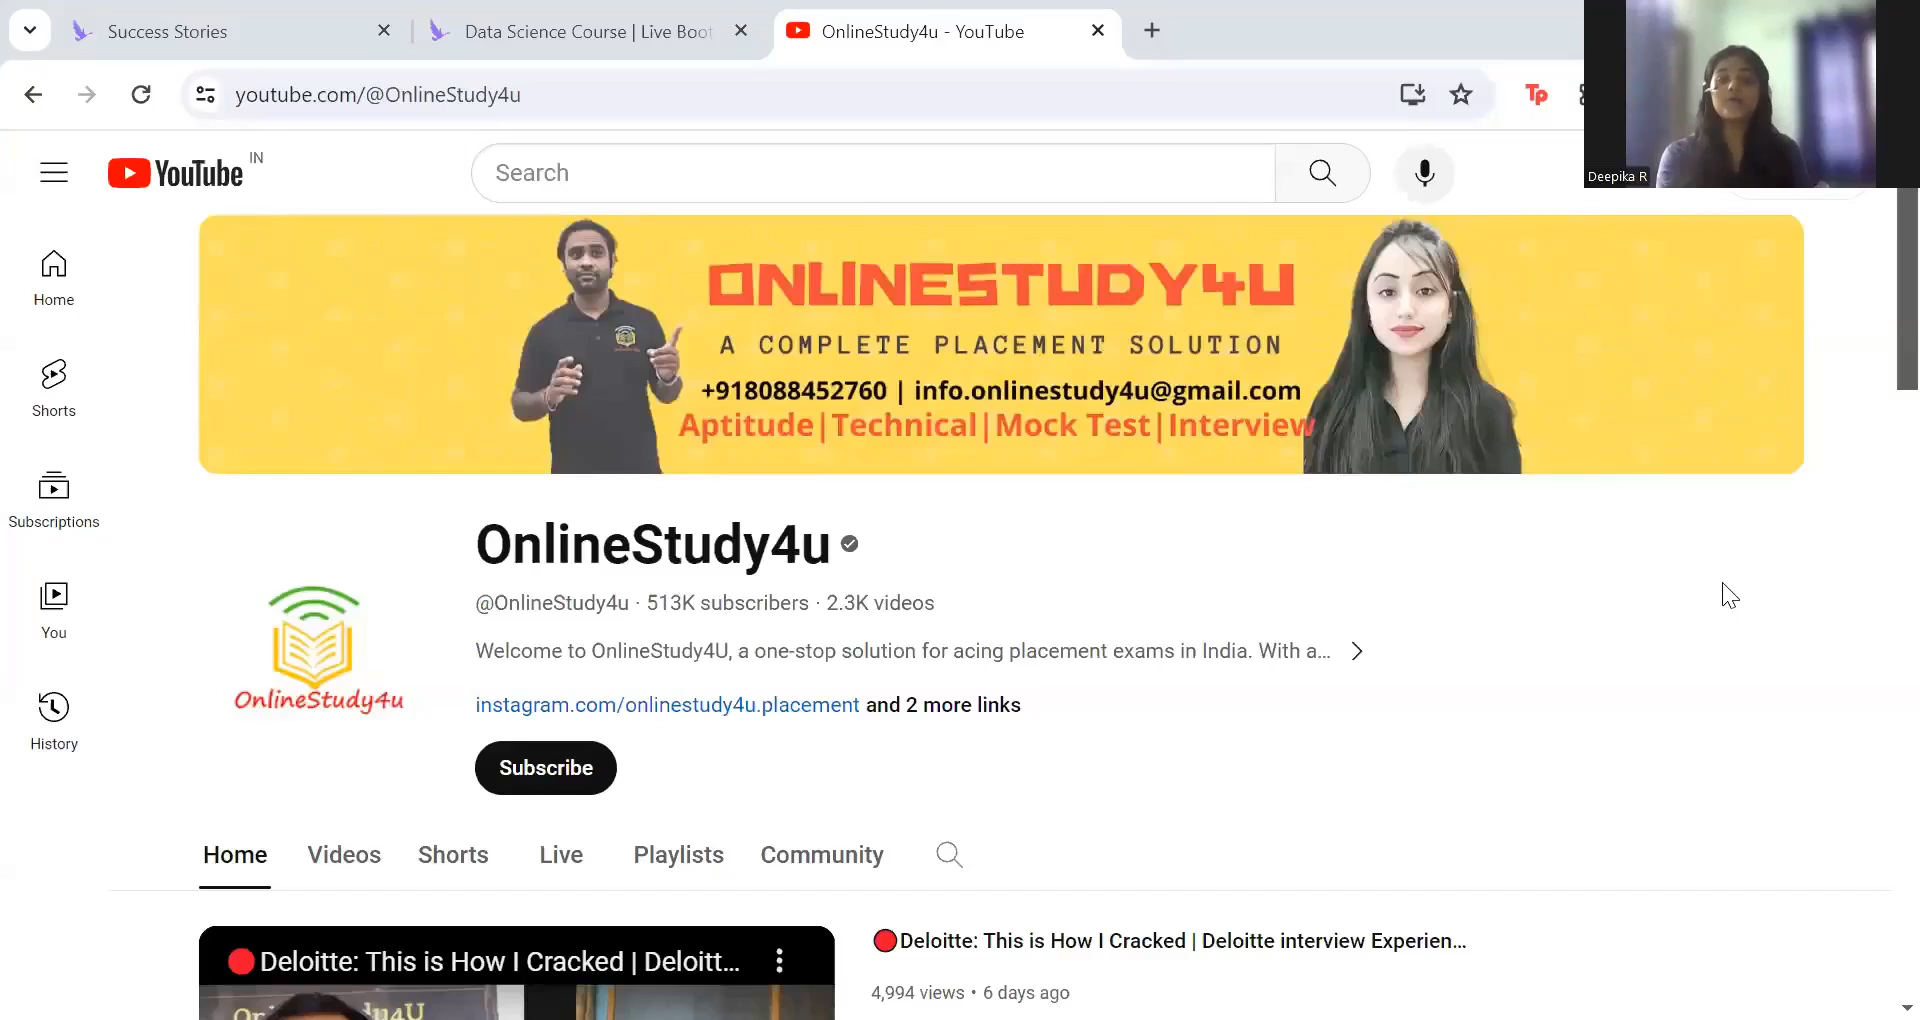 Success Stories
Data Science Course | Live Boot
OnlineStudy4u - YouTube
youtube.com/@OnlineStudy4u
Tp
Deepika R
YouTube IN
Search
Home
Shorts
Subscriptions
You
History
ONLINESTUDY4U
A COMPLETE PLACEMENT SOLUTION
+918088452760 | info.onlinestudy4u@gmail.com
Aptitude|Technical|Mock Test|Interview
OnlineStudy4u
OnlineStudy4u
@OnlineStudy4u · 513K subscribers · 2.3K videos
Welcome to OnlineStudy4U, a one-stop solution for acing placement exams in India. With a...
instagram.com/onlinestudy4u.placement and 2 more links
Subscribe
Home Videos Shorts Live Playlists Community
Deloitte: This is How I Cracked | Deloitt...
Deloitte: This is How I Cracked | Deloitte interview Experien...
4,994 views • 6 days ago